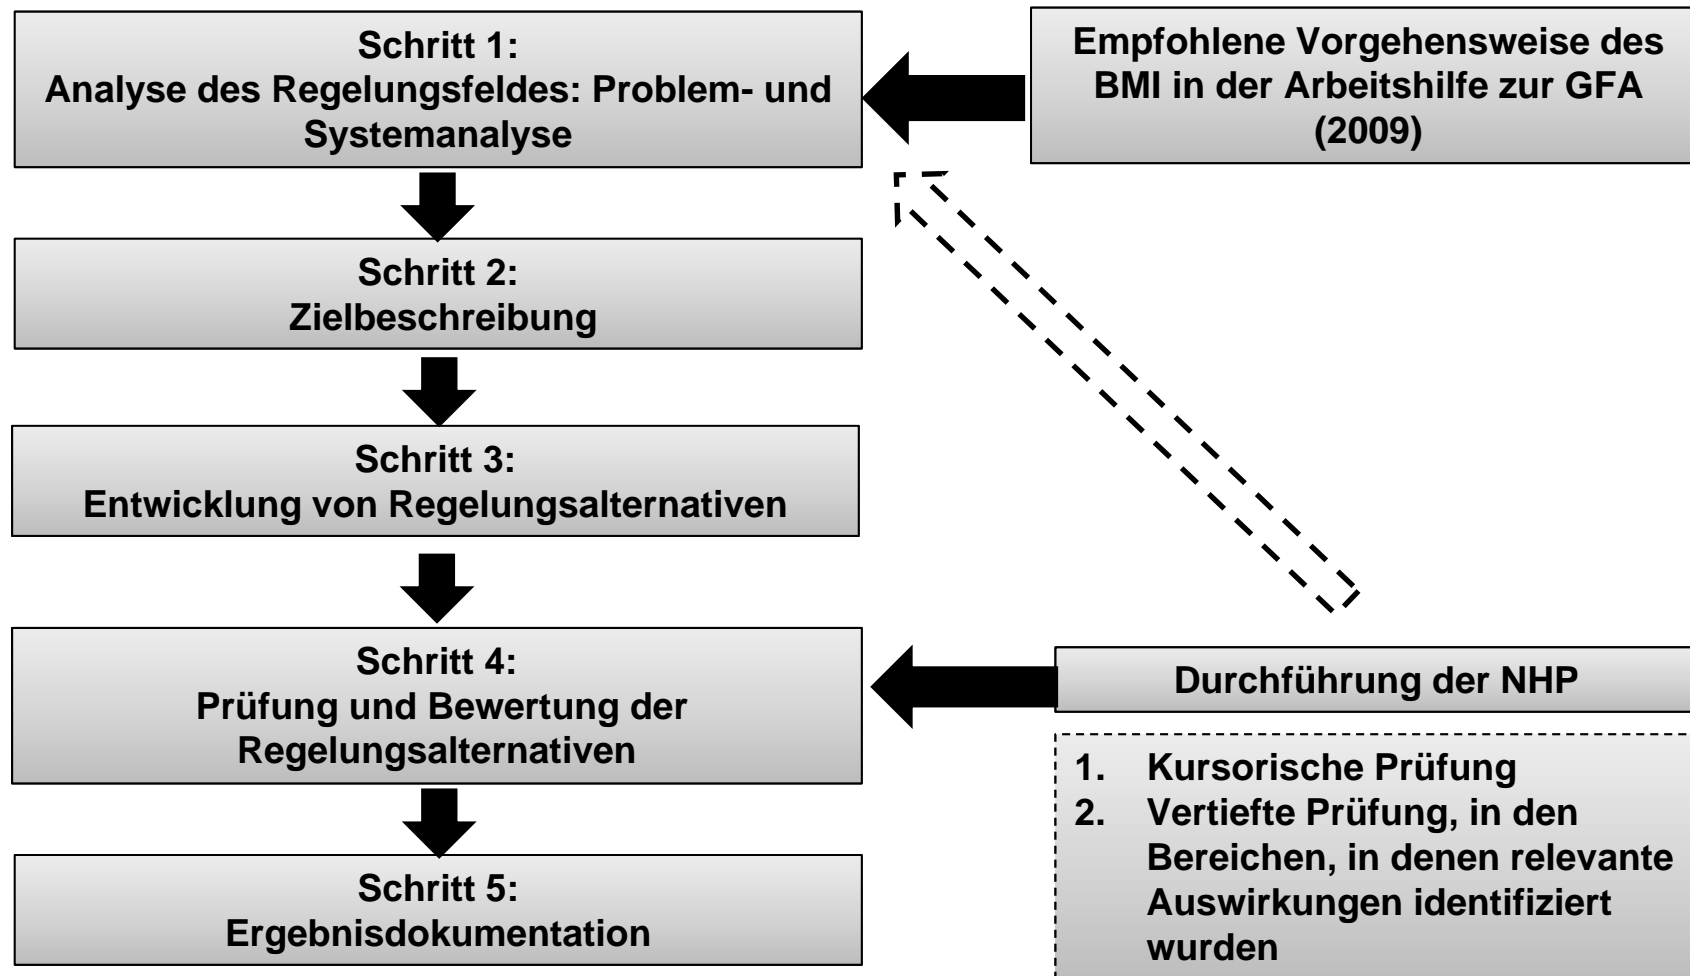 Schritt 1:
Analyse des Regelungsfeldes: Problem- und
Systemanalyse
Empfohlene Vorgehensweise des
BMI in der Arbeitshilfe zur GFA
(2009)
Schritt 2:
Zielbeschreibung
Schritt 3:
Entwicklung von Regelungsalternativen
Schritt 4:
Prüfung und Bewertung der
Regelungsalternativen
Durchführung der NHP
1. Kursorische Prüfung
2. Vertiefte Prüfung, in den
Bereichen, in denen relevante
Auswirkungen identifiziert
wurden
Schritt 5:
Ergebnisdokumentation